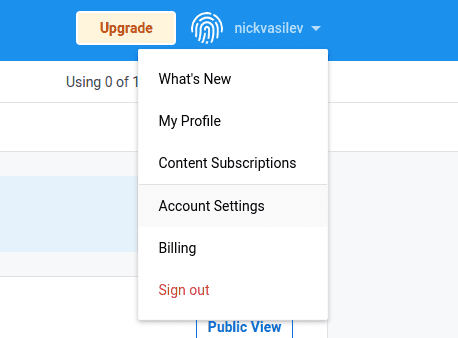 Upgrade
nickvasilev
Using 0 of 1
What's New
My Profile
Content Subscriptions
Account Settings
Billing
Sign out
Public View